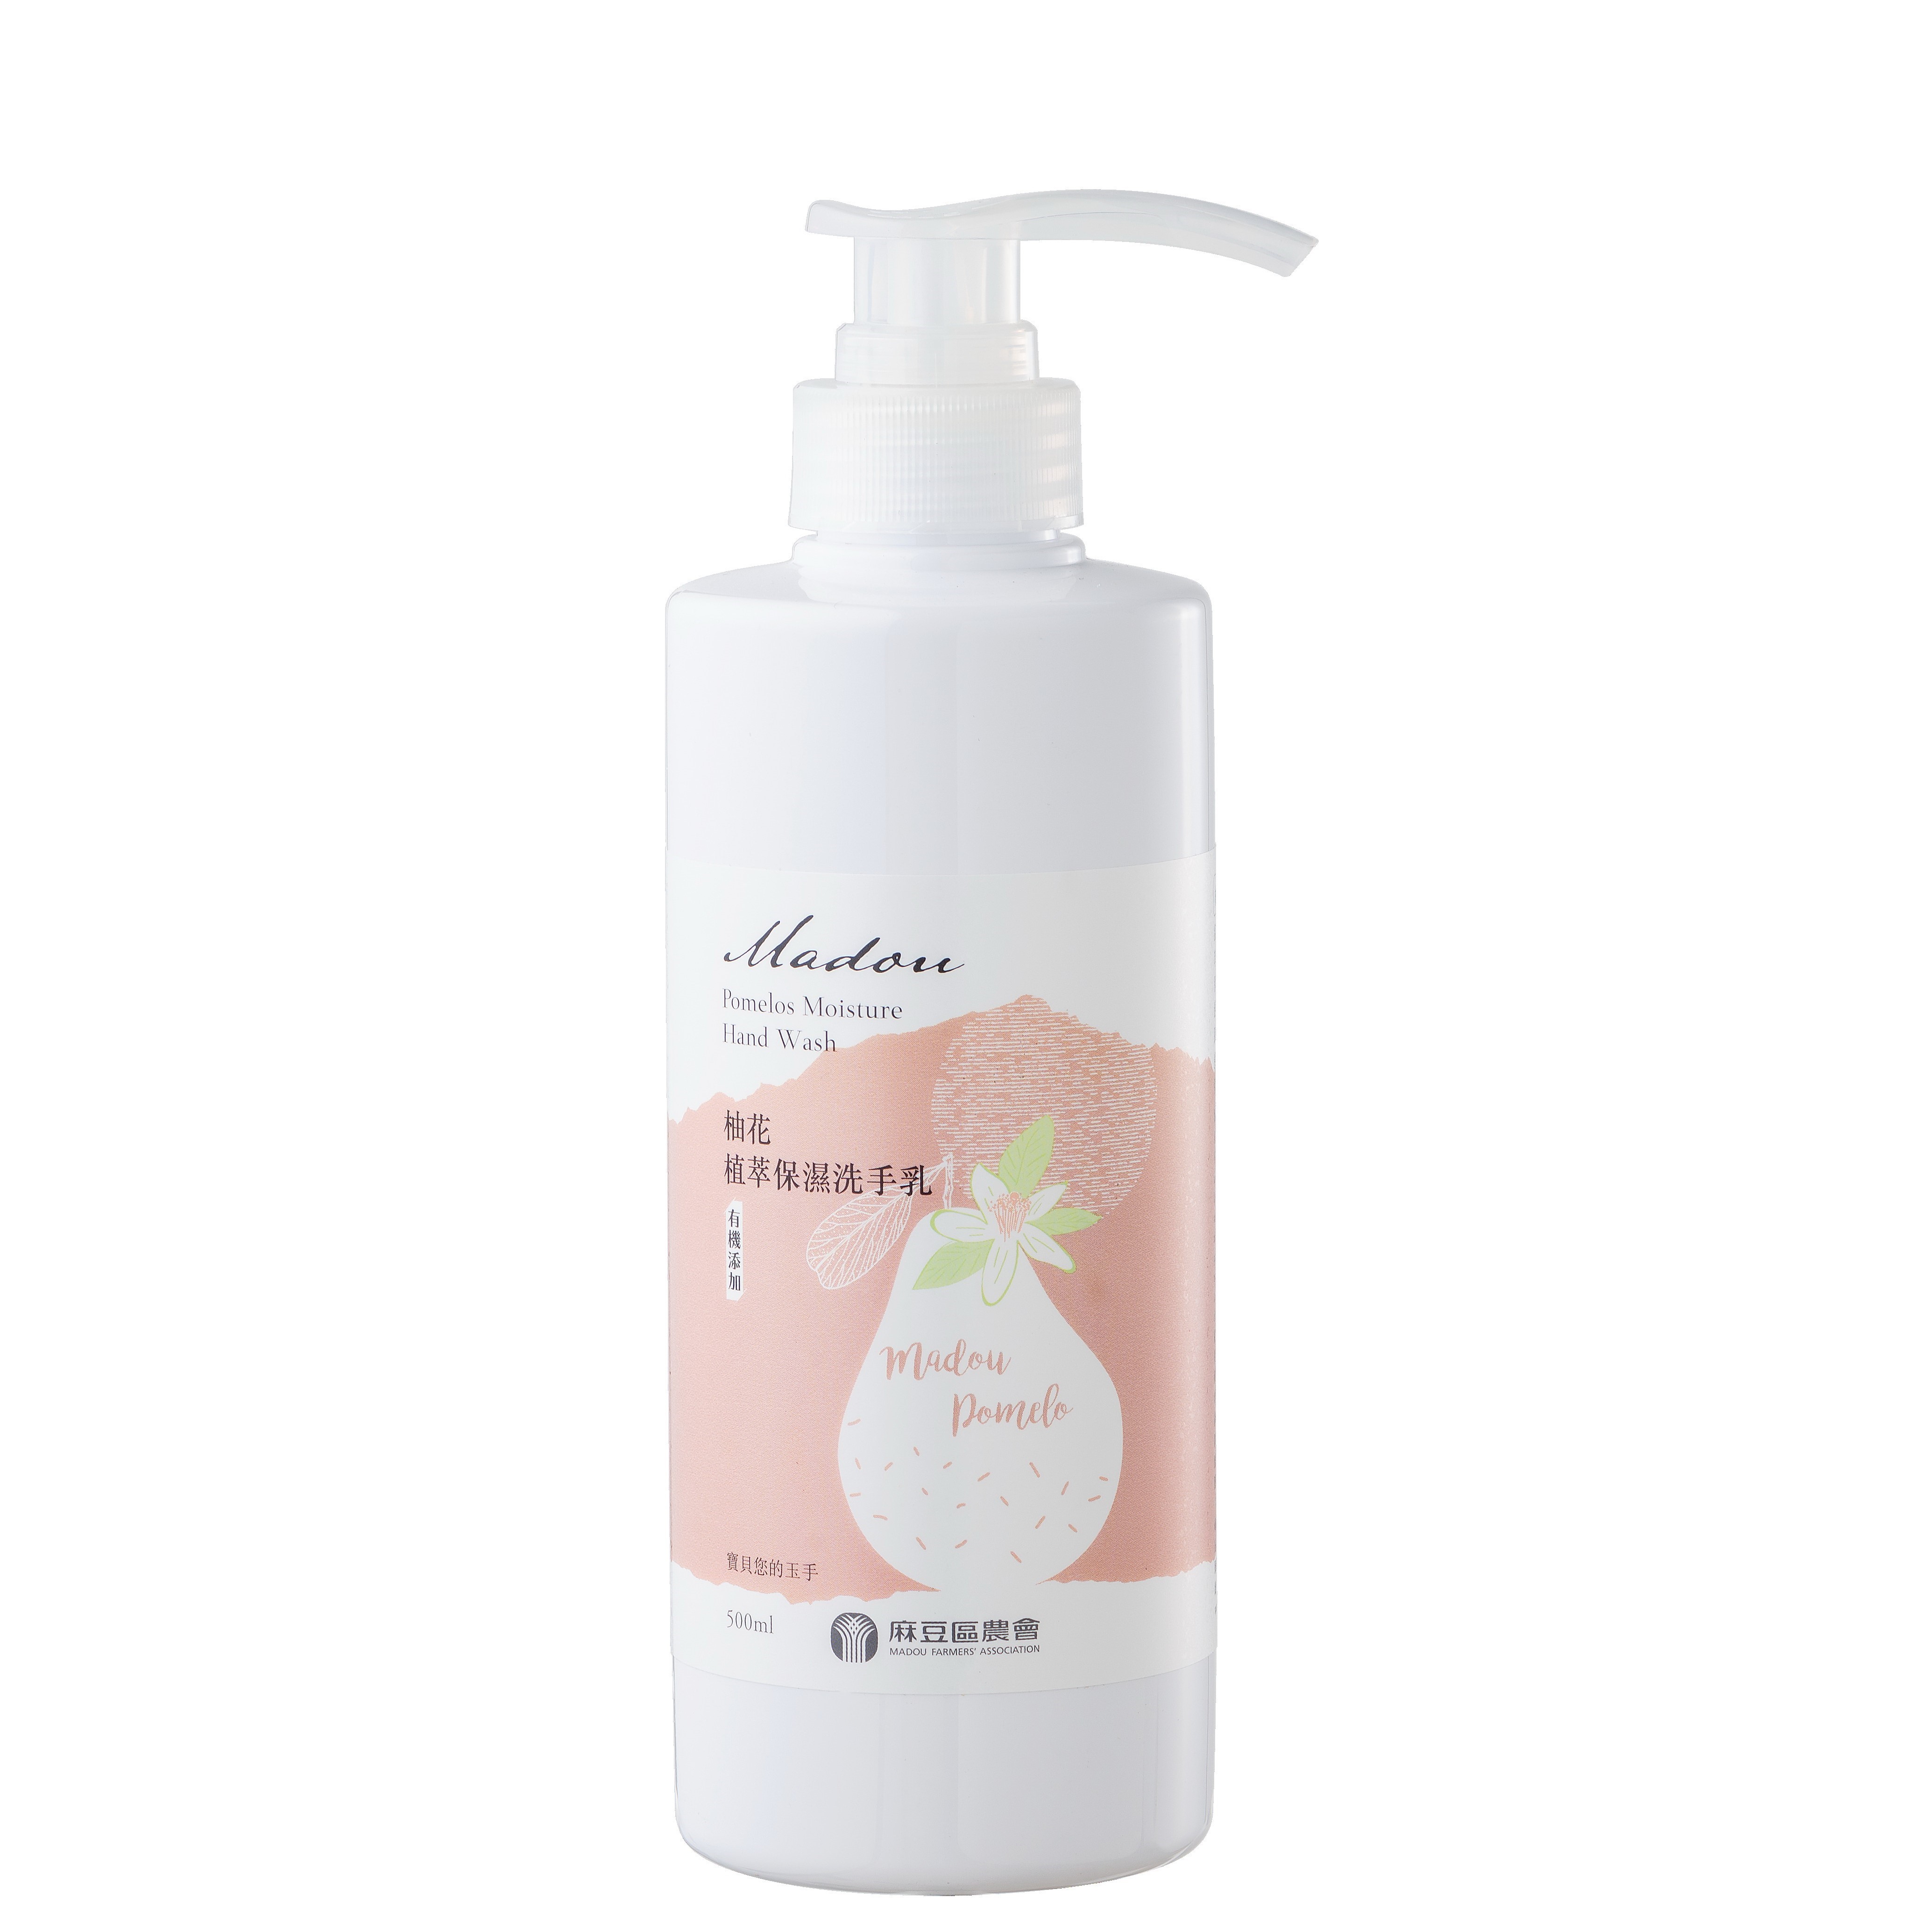 Madou
Pomelos Moisture
Hand Wash
柚花
植萃保濕洗手乳
有機添加
Madou
Pomelo
寶貝您的玉手
500ml
麻豆區農會
MADOU FARMERS' ASSOCIATION